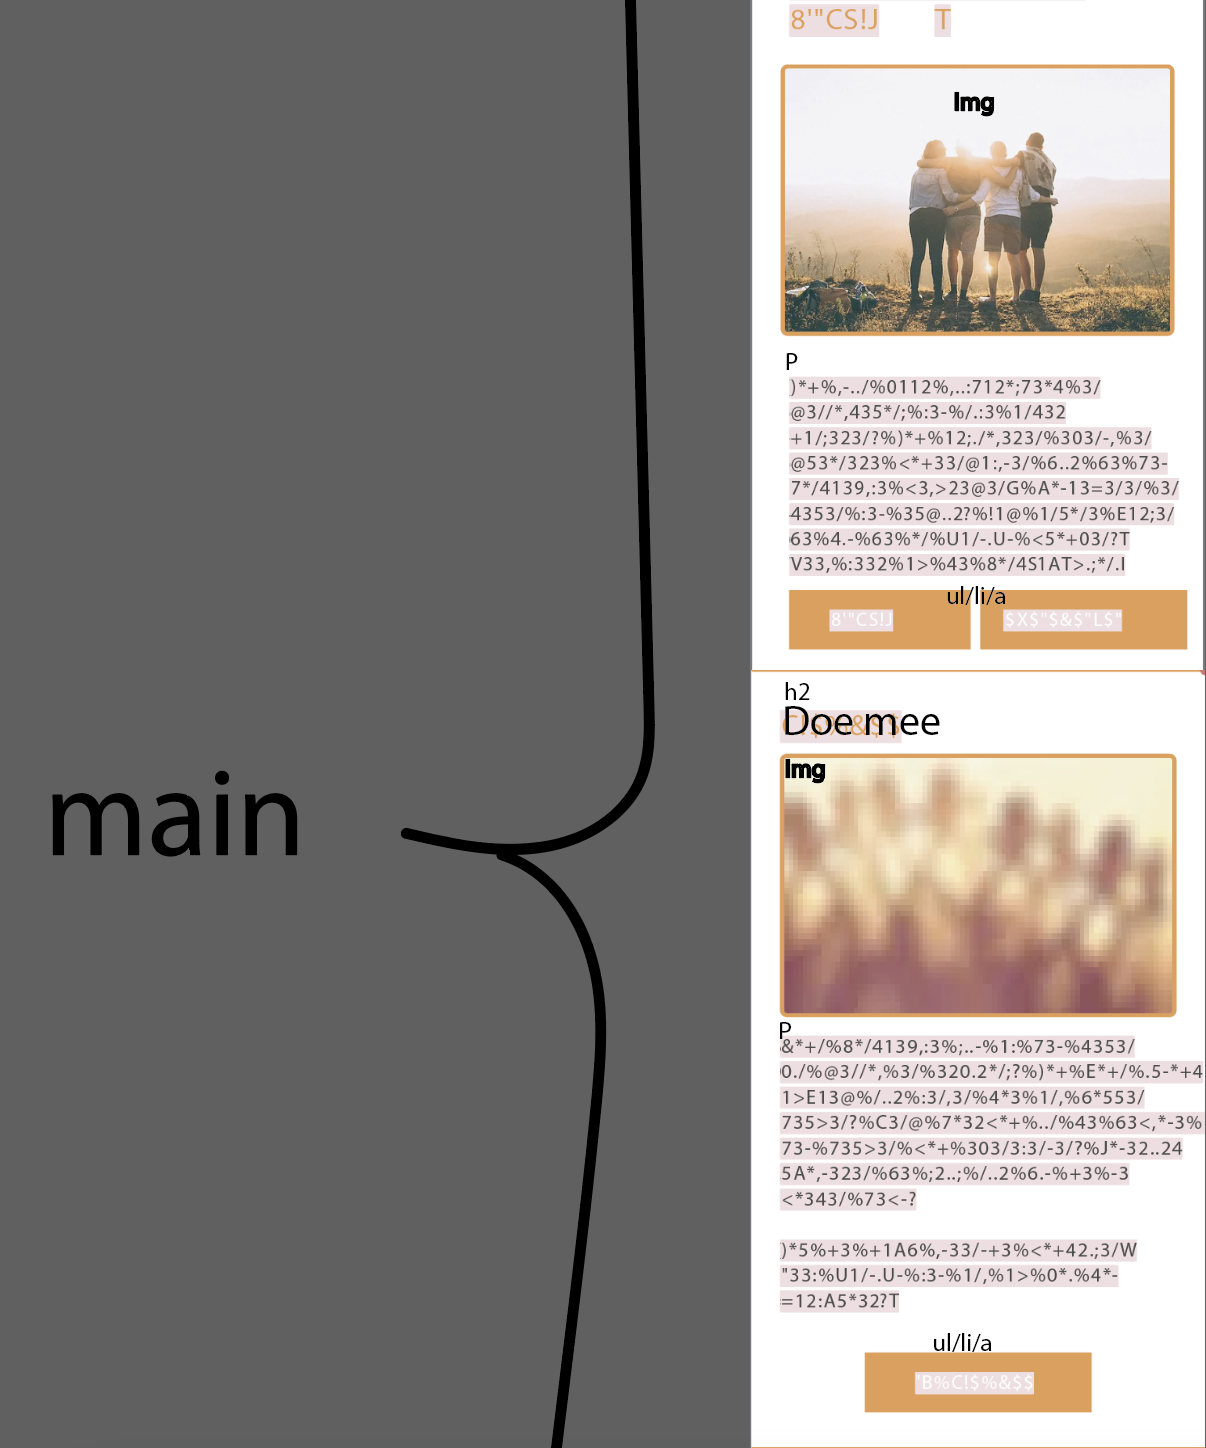 8'"CS!J T
Img
P
)*+%,-../%0112%,..:712*;73*4%3/
@3//*,435*/;%:3-%/.:3%1/432
+1/;323/?%)*+%12;./*,323/%303/-,%3/
@53*/323%<*+33/@1:,-3/%6..2%63%73-
7*/4139,:3%<3,>23@3/G%A*-13=3/3/%3/
4353/%:3-%35@..2?%!1@%1/5*/3%E12;3/
63%4.-%63%*/%U1/-.U-%<5*+03/?T
V33,%:332%1>%43%8*/4S1AT>.;*/.I
ul/li/a
8'"CS!J $X$"$&$"L$"
main
h2
Doe mee
Img
P
&*+/%8*/4139,:3%;..-%1:%73-%4353/
0./%@3//*,%3/%320.2*/;?%)*+%E*+/%.5-*+4
1>E13@%/..2%:3/,3/%4*3%1/,%6*553/
735>3/?%C3/@%7*32<*+%../%43%63<,*-3%
73-%735>3/%<*+%303/3:3/-3/?%J*-32..24
5A*,-323/%63%;2..;%/..2%6.-%+3%-3
<*343/%73<-?
)*5%+3%+1A6%,-33/-+3%<*+42.;3/W
"33:%U1/-.U-%:3-%1/,%1>%0*.%4*-
=12:A5*32?T
ul/li/a
"B%C!$%&$$